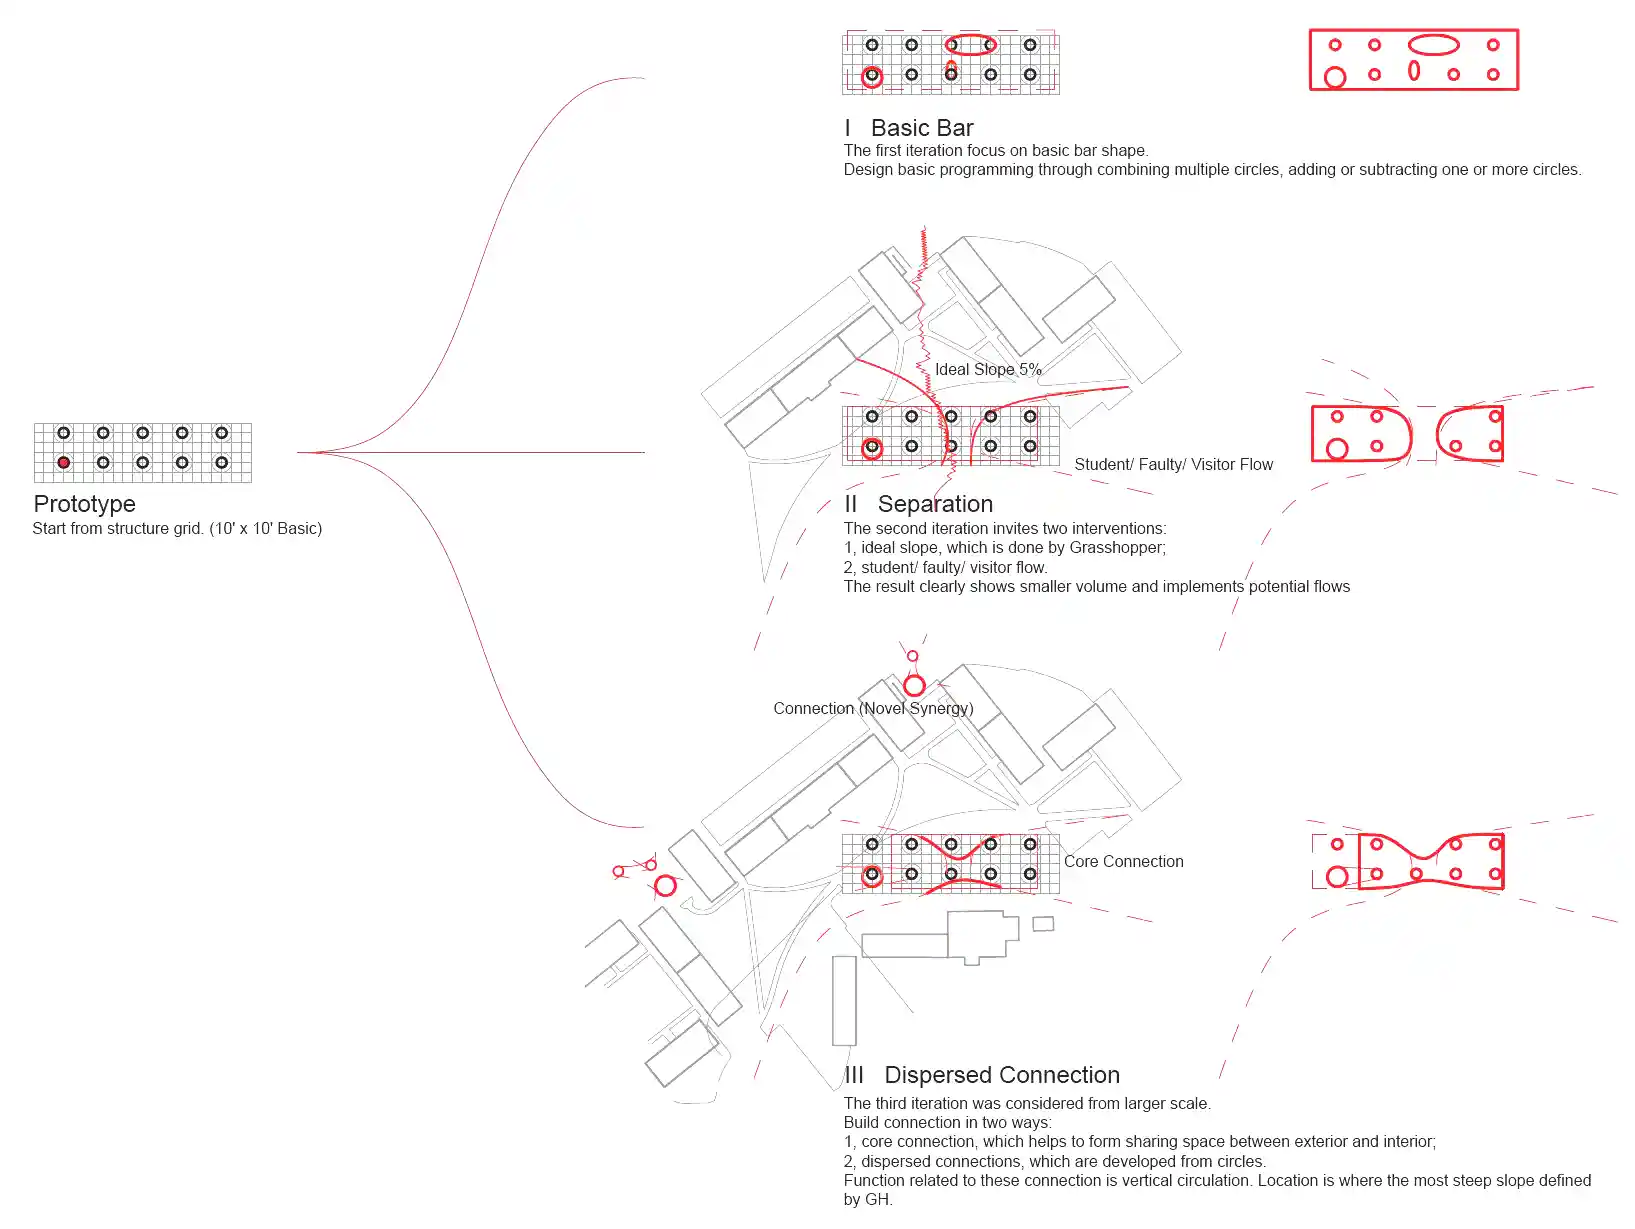 I Basic Bar
The first iteration focus on basic bar shape.
Design basic programming through combining multiple circles, adding or subtracting one or more circles.
Ideal Slope 5%
Student/ Faulty/ Visitor Flow
Prototype
Start from structure grid. (10' x 10' Basic)
II Separation
The second iteration invites two interventions:
1, ideal slope, which is done by Grasshopper;
2, student/ faulty/ visitor flow.
The result clearly shows smaller volume and implements potential flows
Connection (Novel Synergy)
Core Connection
III Dispersed Connection
The third iteration was considered from larger scale.
Build connection in two ways:
1, core connection, which helps to form sharing space between exterior and interior;
2, dispersed connections, which are developed from circles.
Function related to these connection is vertical circulation. Location is where the most steep slope defined
by GH.